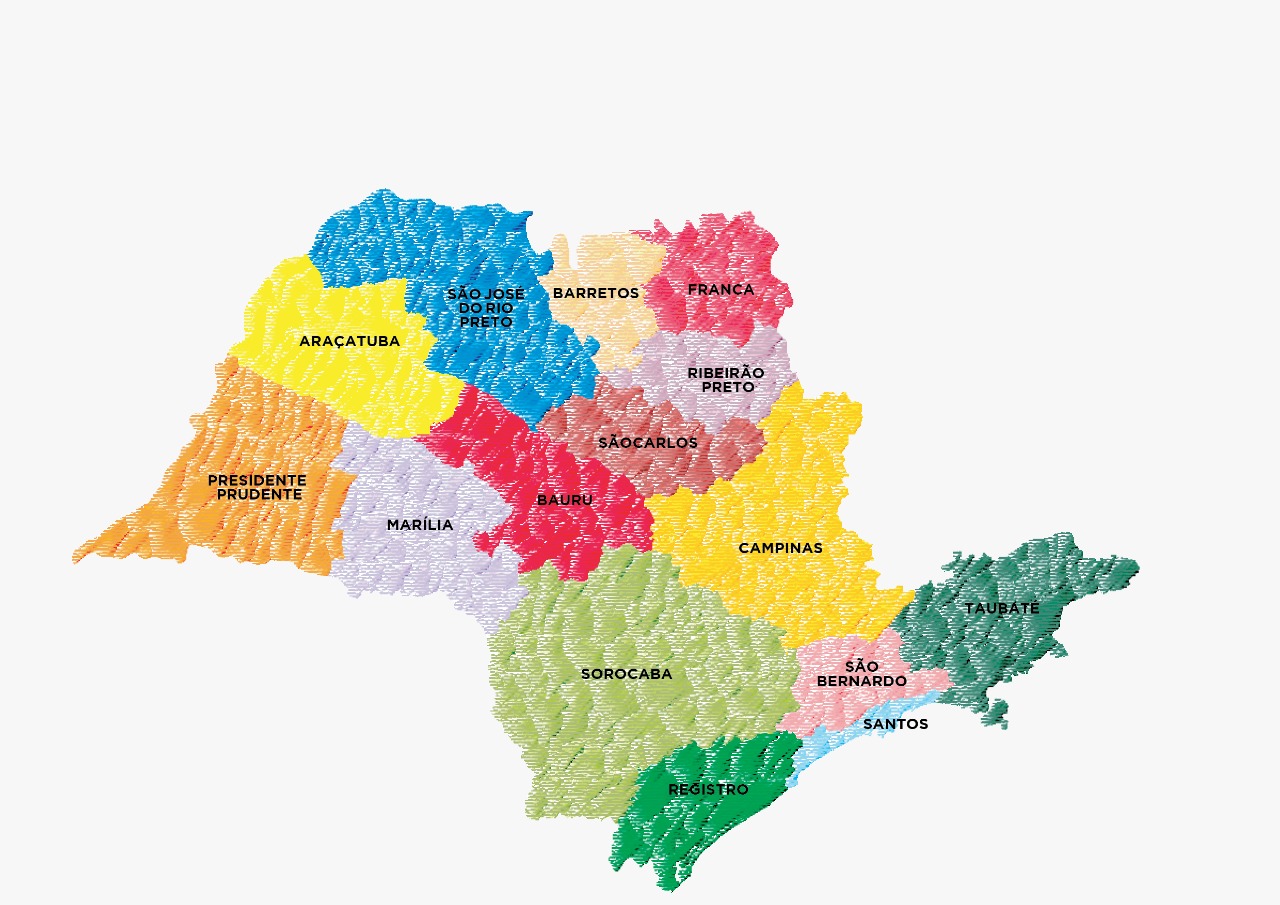 SÃO JOSÉ
DO RIO
PRETO
BARRETOS
FRANCA
ARAÇATUBA
RIBEIRÃO
PRETO
SÃOCARLOS
PRESIDENTE
PRUDENTE
BAURU
MARÍLIA
CAMPINAS
TAUBATÉ
SOROCABA
SÃO
BERNARDO
SANTOS
REGISTRO